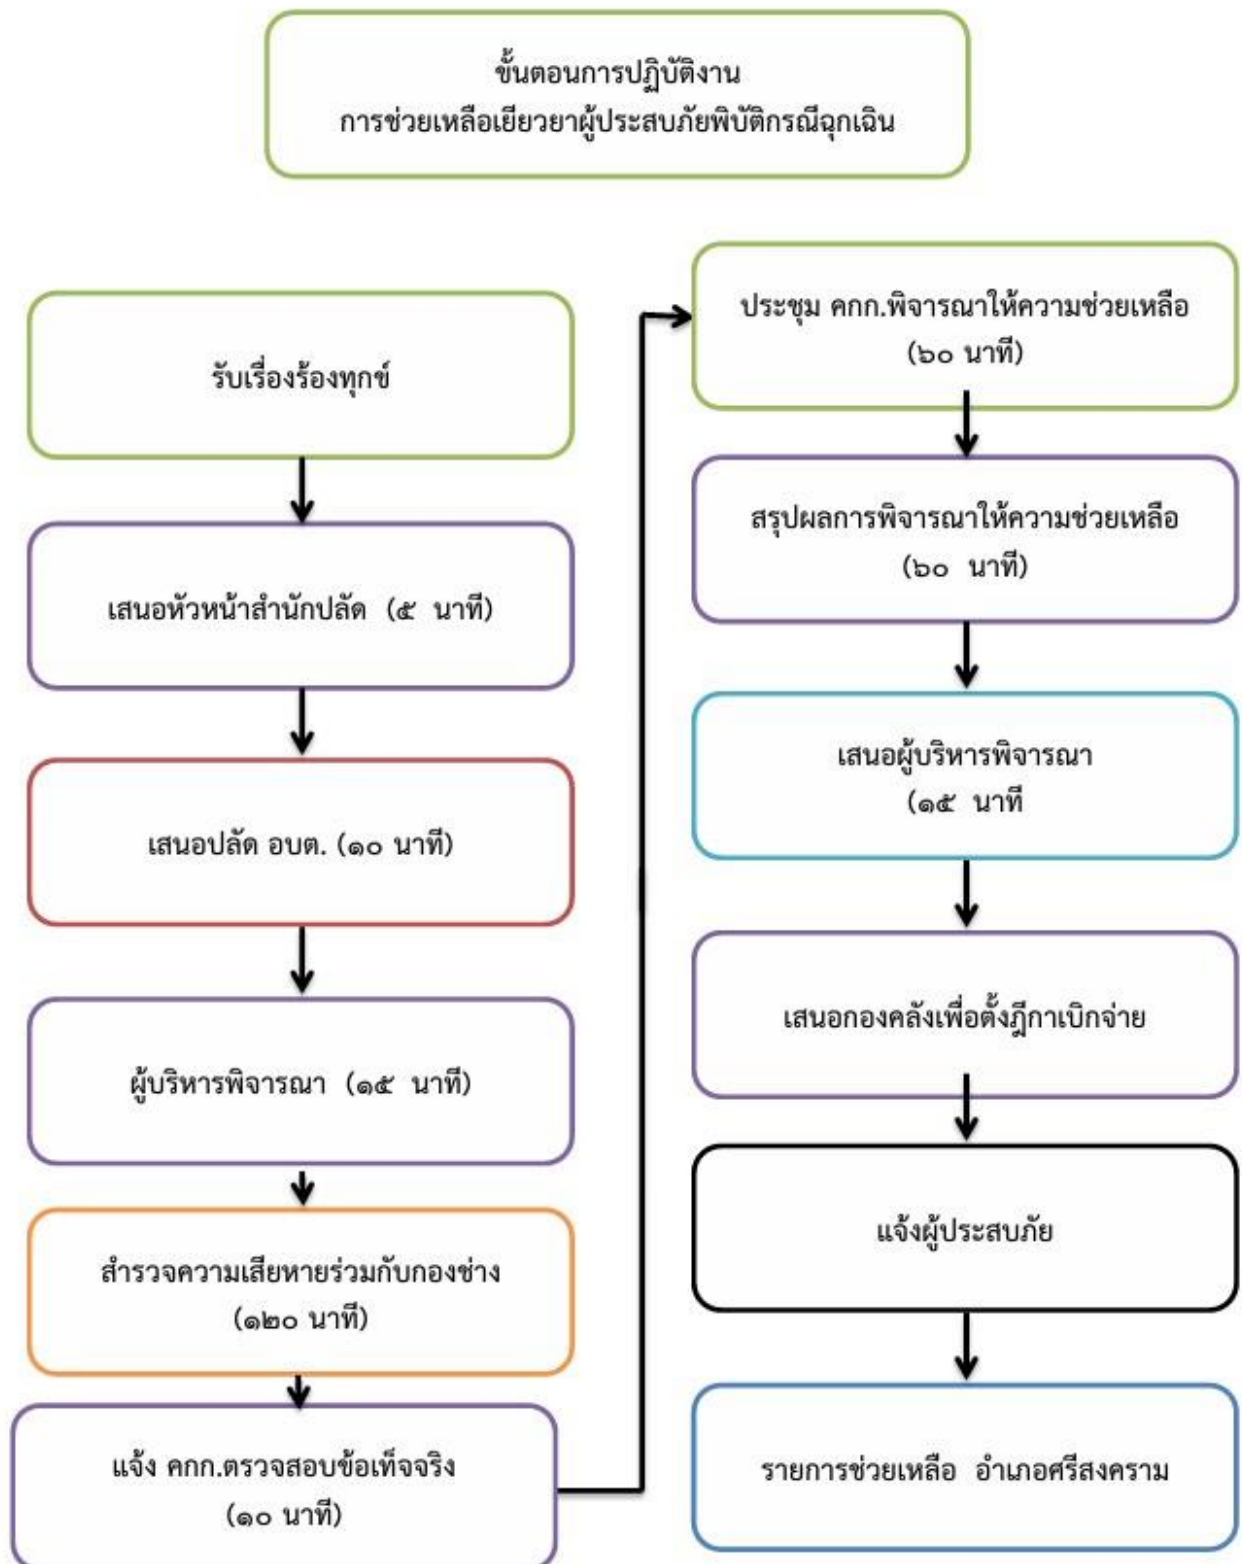 ขั้นตอนการปฏิบัติงาน
การช่วยเหลือเยียวยาผู้ประสบภัยพิบัติกรณีฉุกเฉิน
รับเรื่องร้องทุกข์
เสนอหัวหน้าสำนักปลัด (๕ นาที)
เสนอปลัด อบต. (๑๐ นาที)
ผู้บริหารพิจารณา (๑๕ นาที)
สำรวจความเสียหายร่วมกับกองช่าง
(๑๒๐ นาที)
แจ้ง คกก.ตรวจสอบข้อเท็จจริง
(๑๐ นาที)
ประชุม คกก.พิจารณาให้ความช่วยเหลือ
(๖๐ นาที)
สรุปผลการพิจารณาให้ความช่วยเหลือ
(๖๐ นาที)
เสนอผู้บริหารพิจารณา
(๑๕ นาที
เสนอกองคลังเพื่อตั้งฎีกาเบิกจ่าย
แจ้งผู้ประสบภัย
รายการช่วยเหลือ อำเภอศรีสงคราม